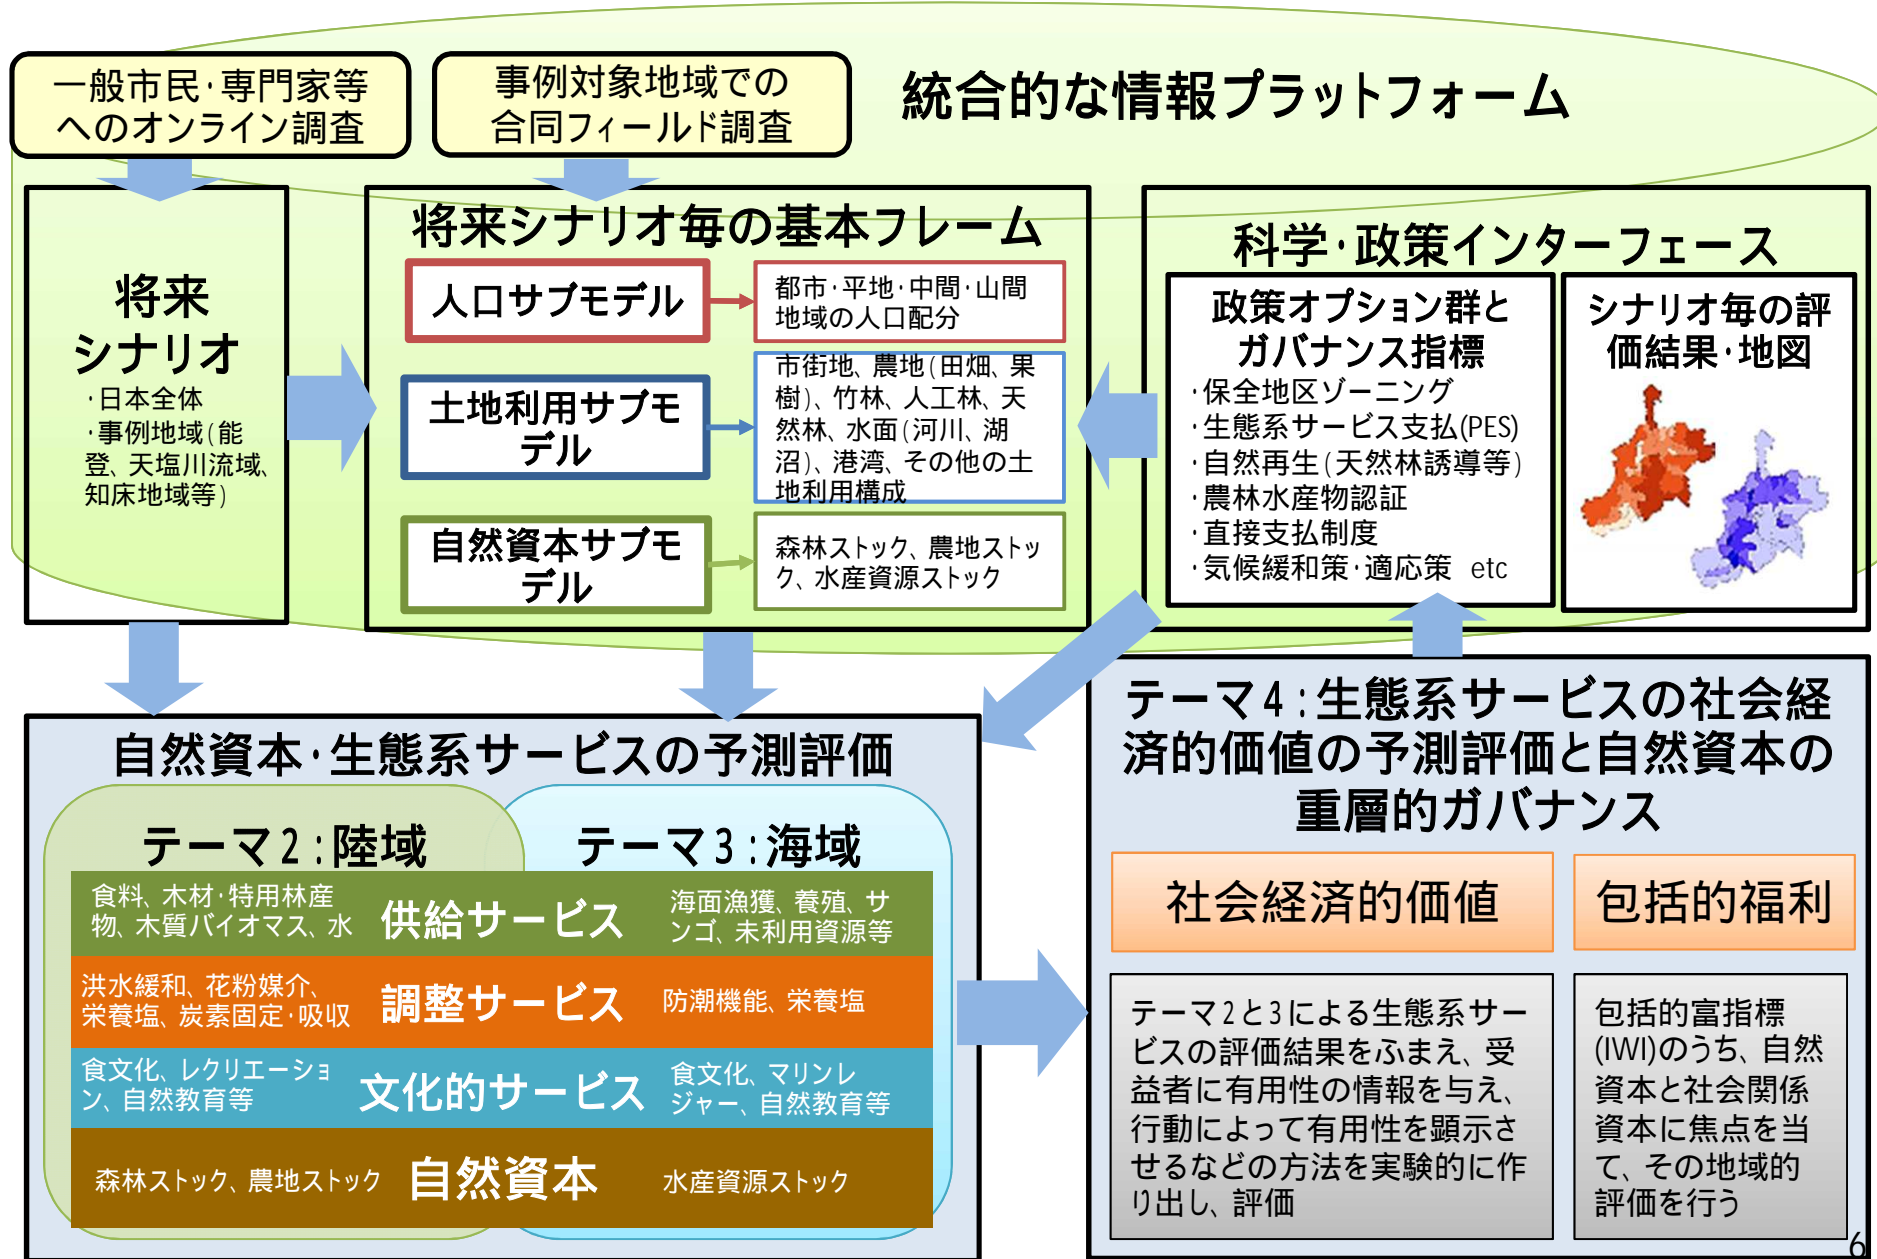 一般市民・専門家等
へのオンライン調査
事例対象地域での
合同フィールド調査
統合的な情報プラットフォーム
将来
シナリオ
・日本全体
・事例地域(能
登、天塩川流域、
知床地域等)
将来シナリオ毎の基本フレーム
人口サブモデル
都市・平地・中間・山間
地域の人口配分
土地利用サブモ
デル
市街地、農地(田畑、果
樹)、竹林、人工林、天
然林、水面(河川、湖
沼)、港湾、その他の土
地利用構成
自然資本サブモ
デル
森林ストック、農地ストッ
ク、水産資源ストック
科学・政策インターフェース
政策オプション群と
ガバナンス指標
・保全地区ゾーニング
・生態系サービス支払(PES)
・自然再生(天然林誘導等)
・農林水産物認証
・直接支払制度
・気候緩和策・適応策 etc
シナリオ毎の評
価結果・地図
自然資本・生態系サービスの予測評価
テーマ2:陸域
テーマ3:海域
食料、木材・特用林産
物、木質バイオマス、水
供給サービス
海面漁獲、養殖、サ
ンゴ、未利用資源等
洪水緩和、花粉媒介、
栄養塩、炭素固定・吸収
調整サービス
防潮機能、栄養塩
食文化、レクリエーショ
ン、自然教育等
文化的サービス
食文化、マリンレ
ジャー、自然教育等
森林ストック、農地ストック
自然資本
水産資源ストック
テーマ4:生態系サービスの社会経
済的価値の予測評価と自然資本の
重層的ガバナンス
社会経済的価値
テーマ2と3による生態系サー
ビスの評価結果をふまえ、受
益者に有用性の情報を与え、
行動によって有用性を顕示さ
せるなどの方法を実験的に作
り出し、評価
包括的福利
包括的富指標
(IWI)のうち、自然
資本と社会関係
資本に焦点を当
て、その地域的
評価を行う
6